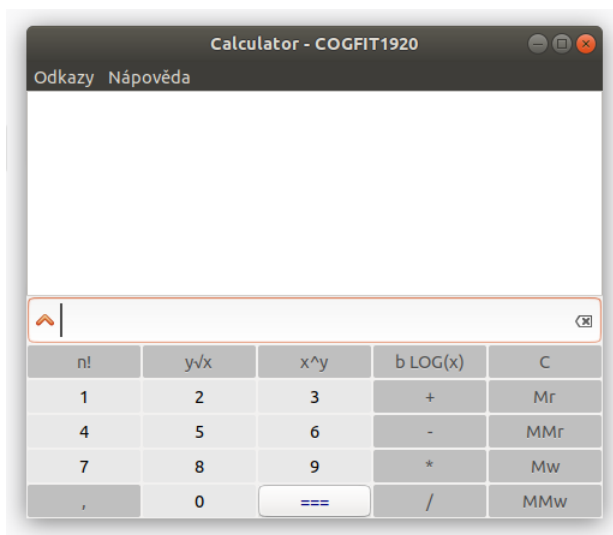 Calculator - COGFIT1920
Odkazy Nápověda
n! y√x x^y b LOG(x) C
1 2 3 + Mr
4 5 6 - MMr
7 8 9 * Mw
, 0 === / MMw